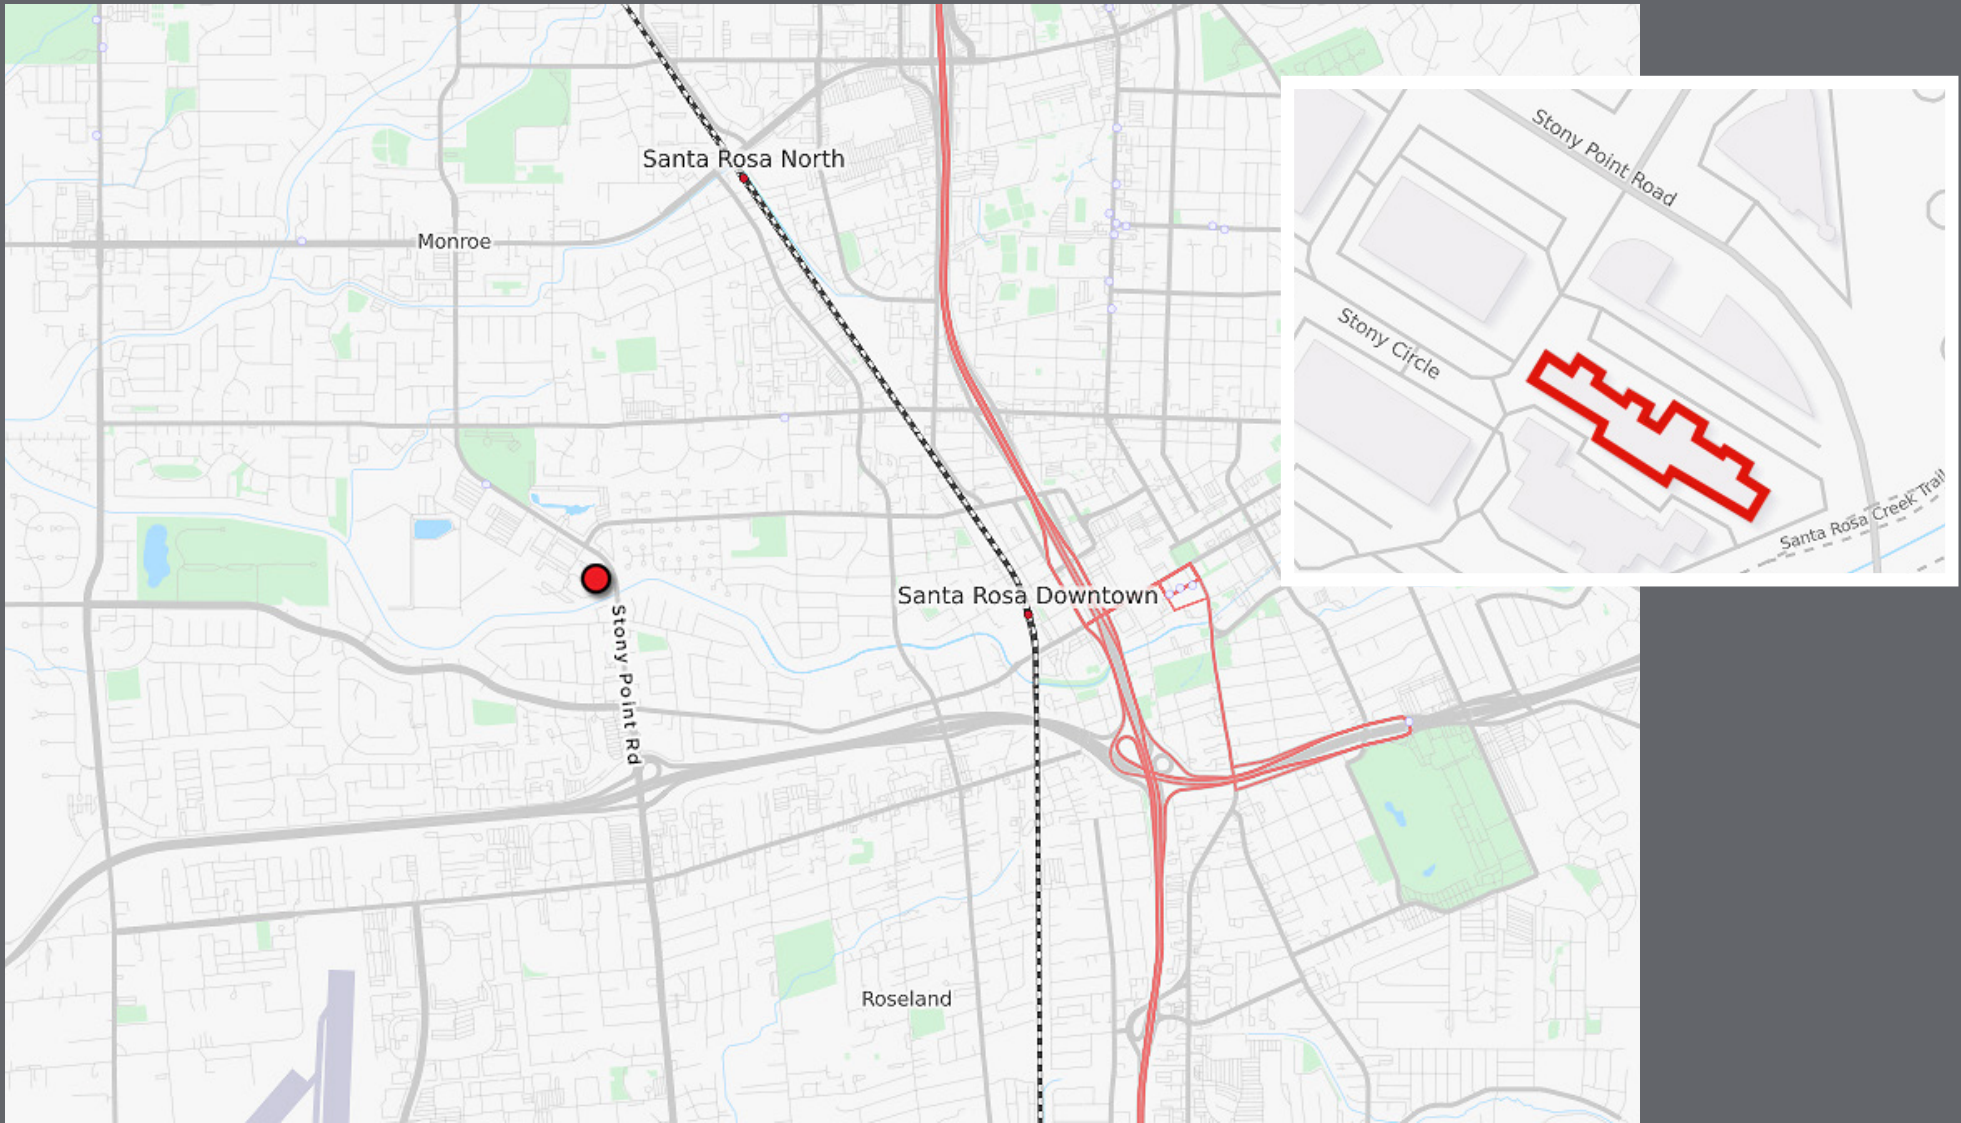 Santa Rosa North
Monroe
Santa Rosa Downtown
Stony Point Rd
Roseland
Stony Point Road
Stony Circle
Santa Rosa Creek Trail